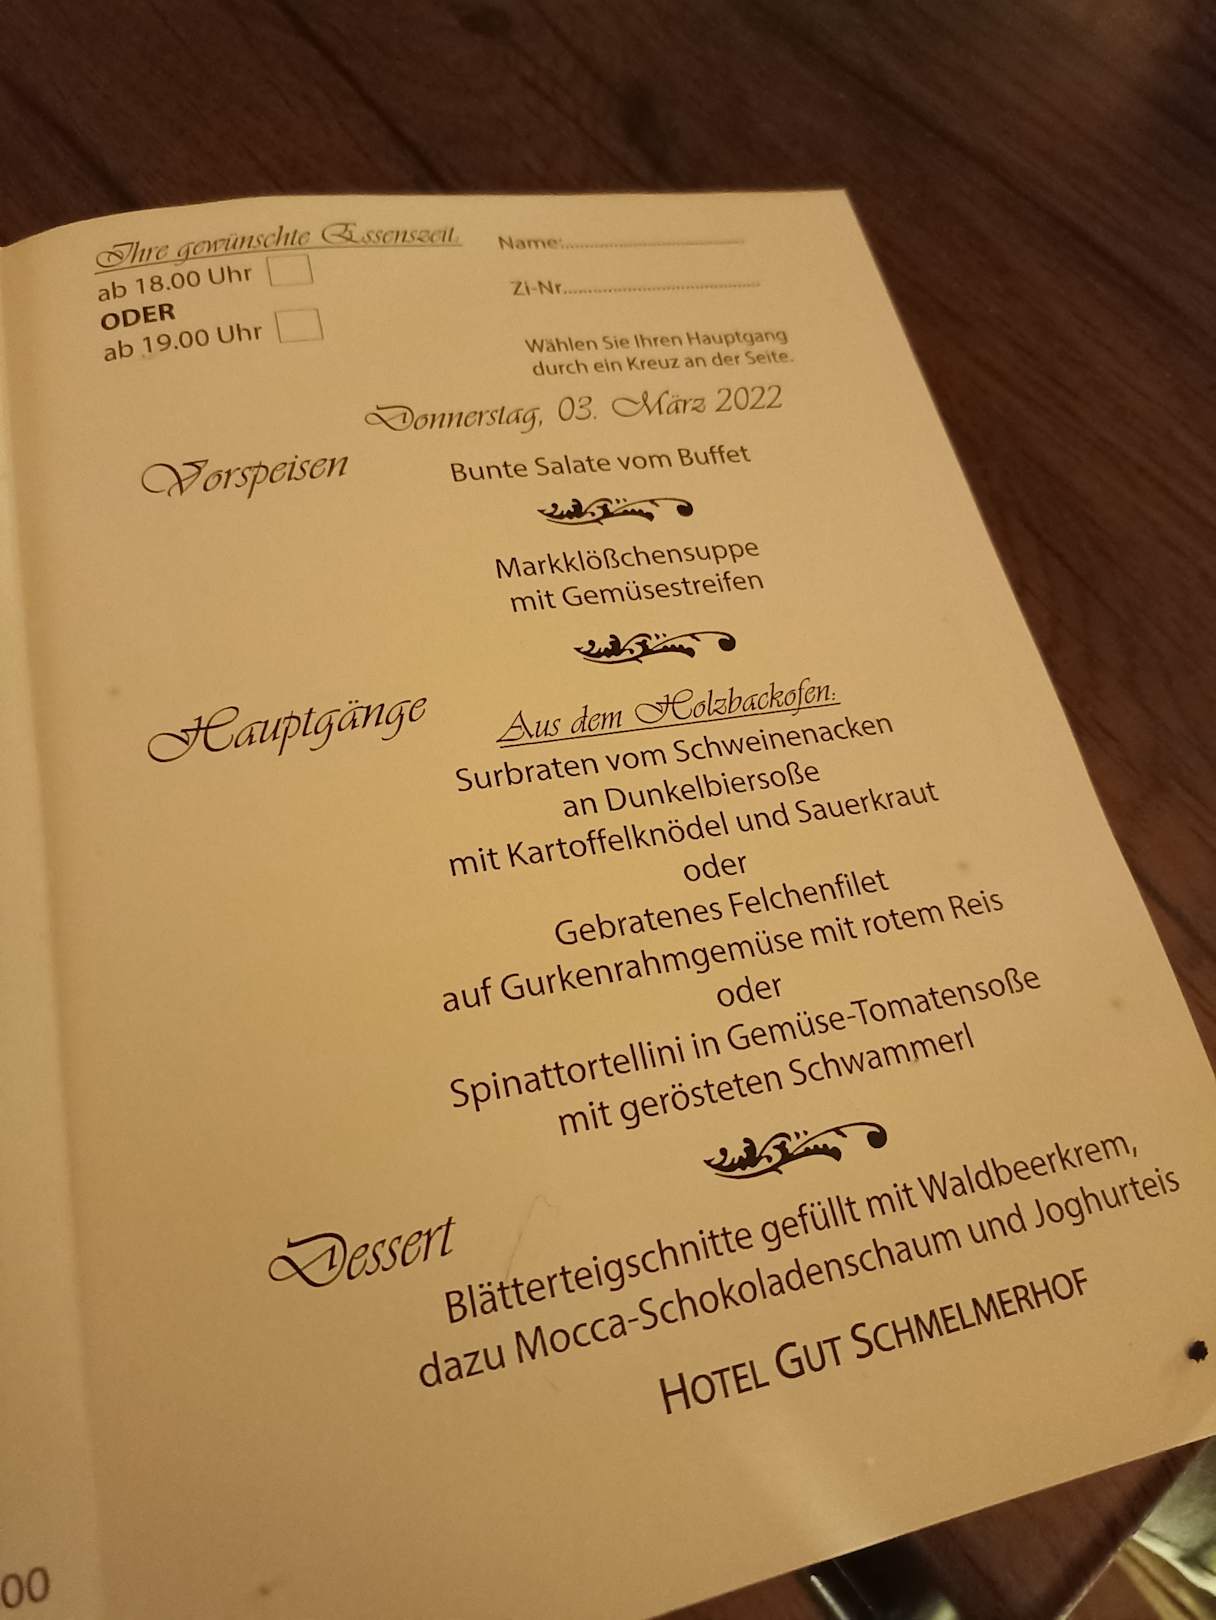 Ihre gewünschte Essenszeit.
ab 18.00 Uhr
ODER
ab 19.00 Uhr
Name:
Zi-Nr.
Wählen Sie Ihren Hauptgang
durch ein Kreuz an der Seite.
Donnerstag, 03. März 2022
Vorspeisen
Bunte Salate vom Buffet
Markklößchensuppe
mit Gemüsestreifen
Hauptgänge
Aus dem Holzbackofen:
Surbraten vom Schweinenacken
an Dunkelbiersoße
mit Kartoffelknödel und Sauerkraut
oder
Gebratenes Felchenfilet
auf Gurkenrahmgemüse mit rotem Reis
oder
Spinattortellini in Gemüse-Tomatensoße
mit gerösteten Schwammerl
Dessert
Blätterteigschnitte gefüllt mit Waldbeerkrem,
dazu Mocca-Schokoladenschaum und Joghurteis
HOTEL GUT SCHMELMERHOF
00